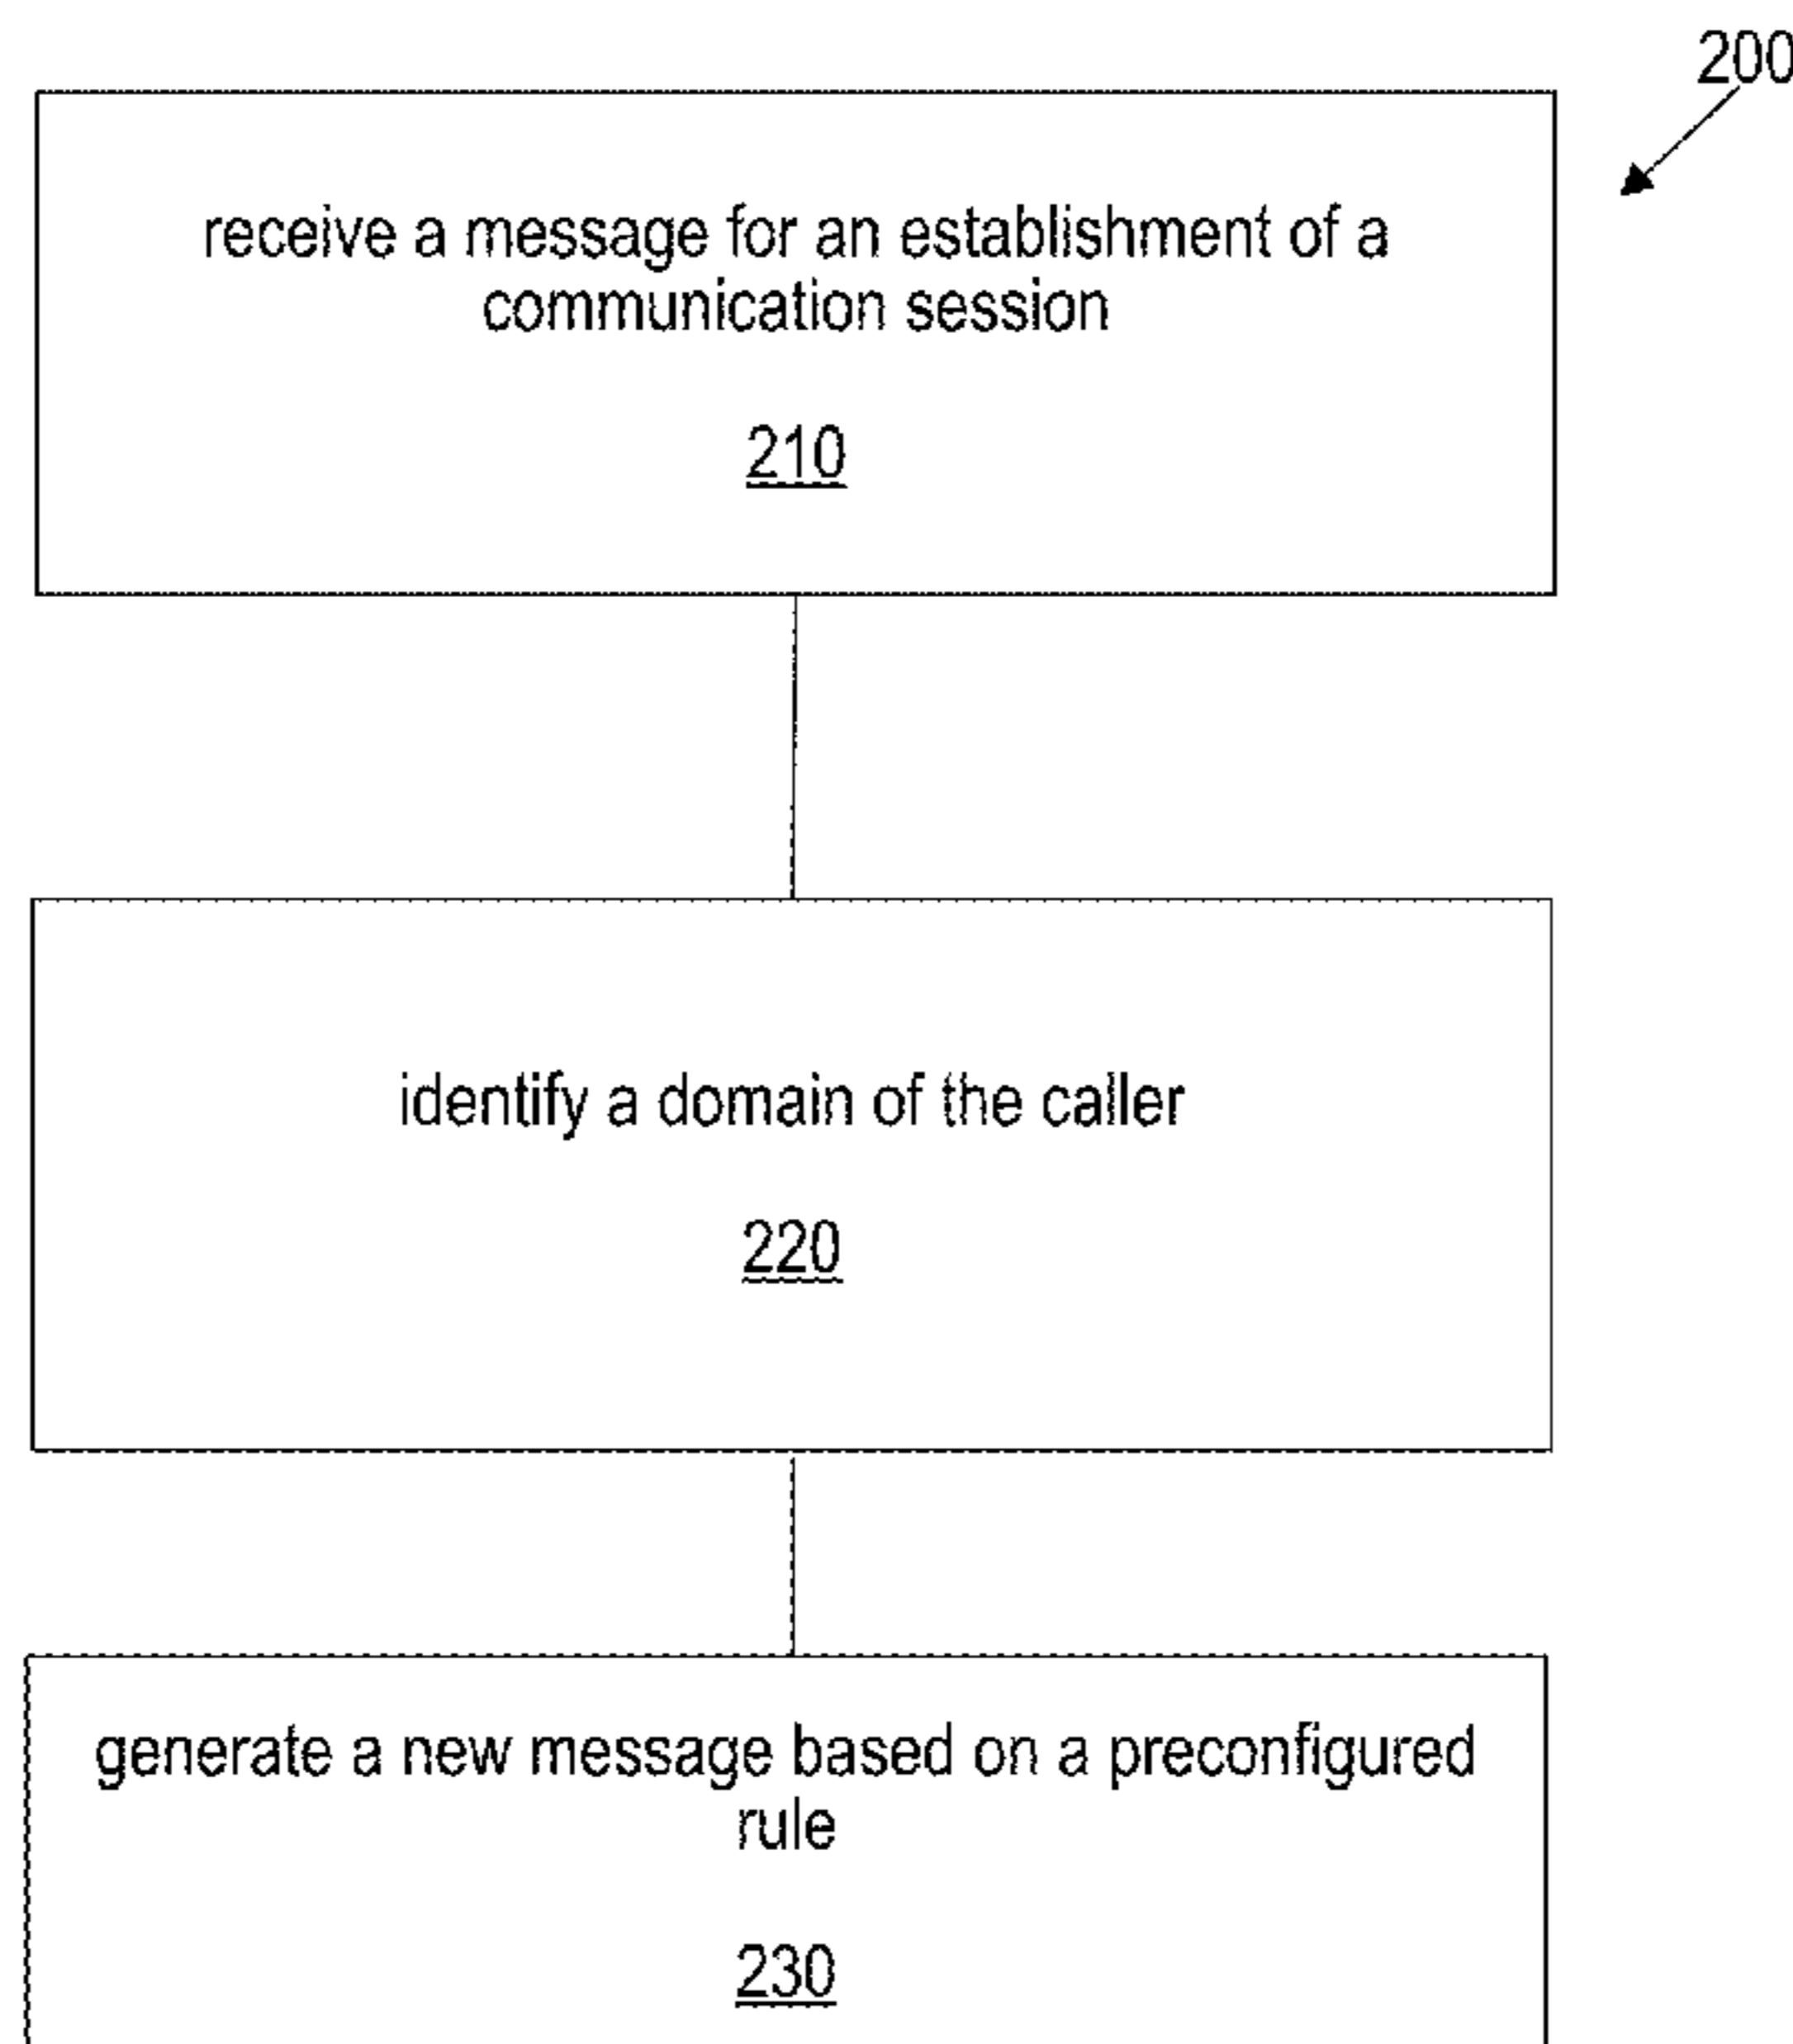 200
receive a message for an establishment of a
communication session
210
identify a domain of the caller
220
generate a new message based on a preconfigured
rule
230